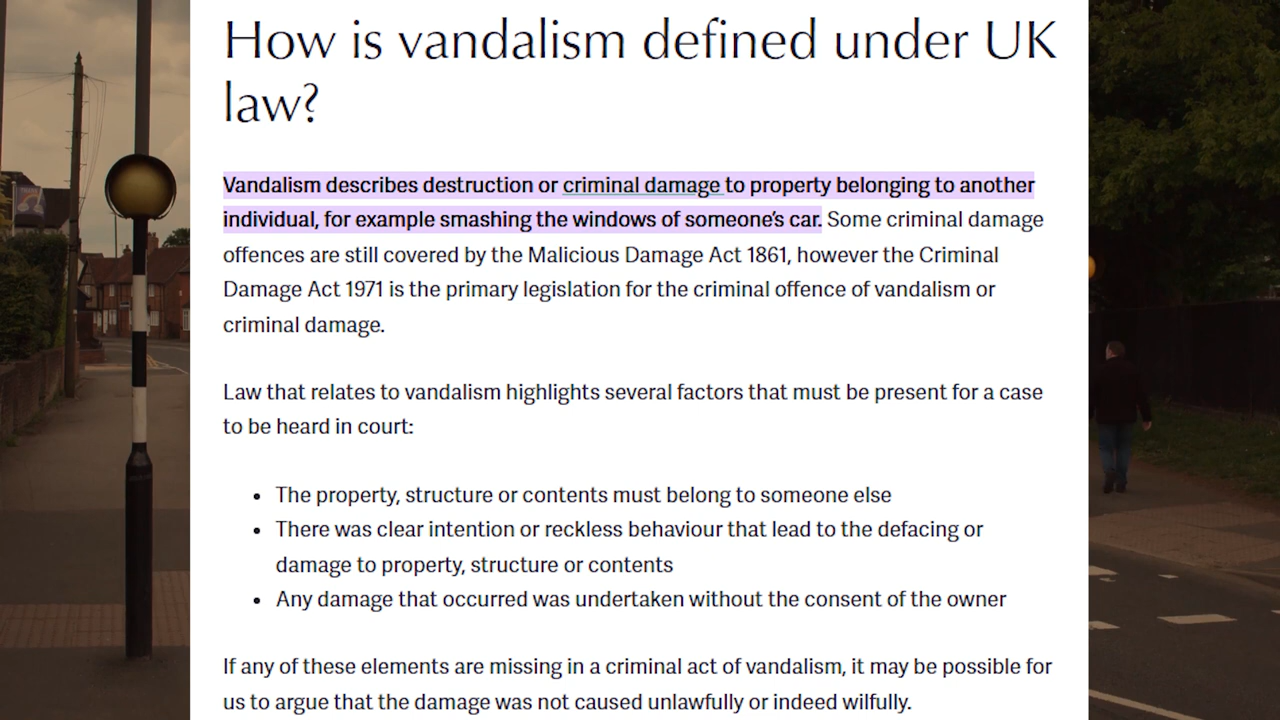 How is vandalism defined under UK
law?
Vandalism describes destruction or criminal damage to property belonging to another
individual, for example smashing the windows of someone's car. Some criminal damage
offences are still covered by the Malicious Damage Act 1861, however the Criminal
Damage Act 1971 is the primary legislation for the criminal offence of vandalism or
criminal damage.
Law that relates to vandalism highlights several factors that must be present for a case
to be heard in court:
• The property, structure or contents must belong to someone else
• There was clear intention or reckless behaviour that lead to the defacing or
damage to property, structure or contents
• Any damage that occurred was undertaken without the consent of the owner
If any of these elements are missing in a criminal act of vandalism, it may be possible for
us to argue that the damage was not caused unlawfully or indeed wilfully.